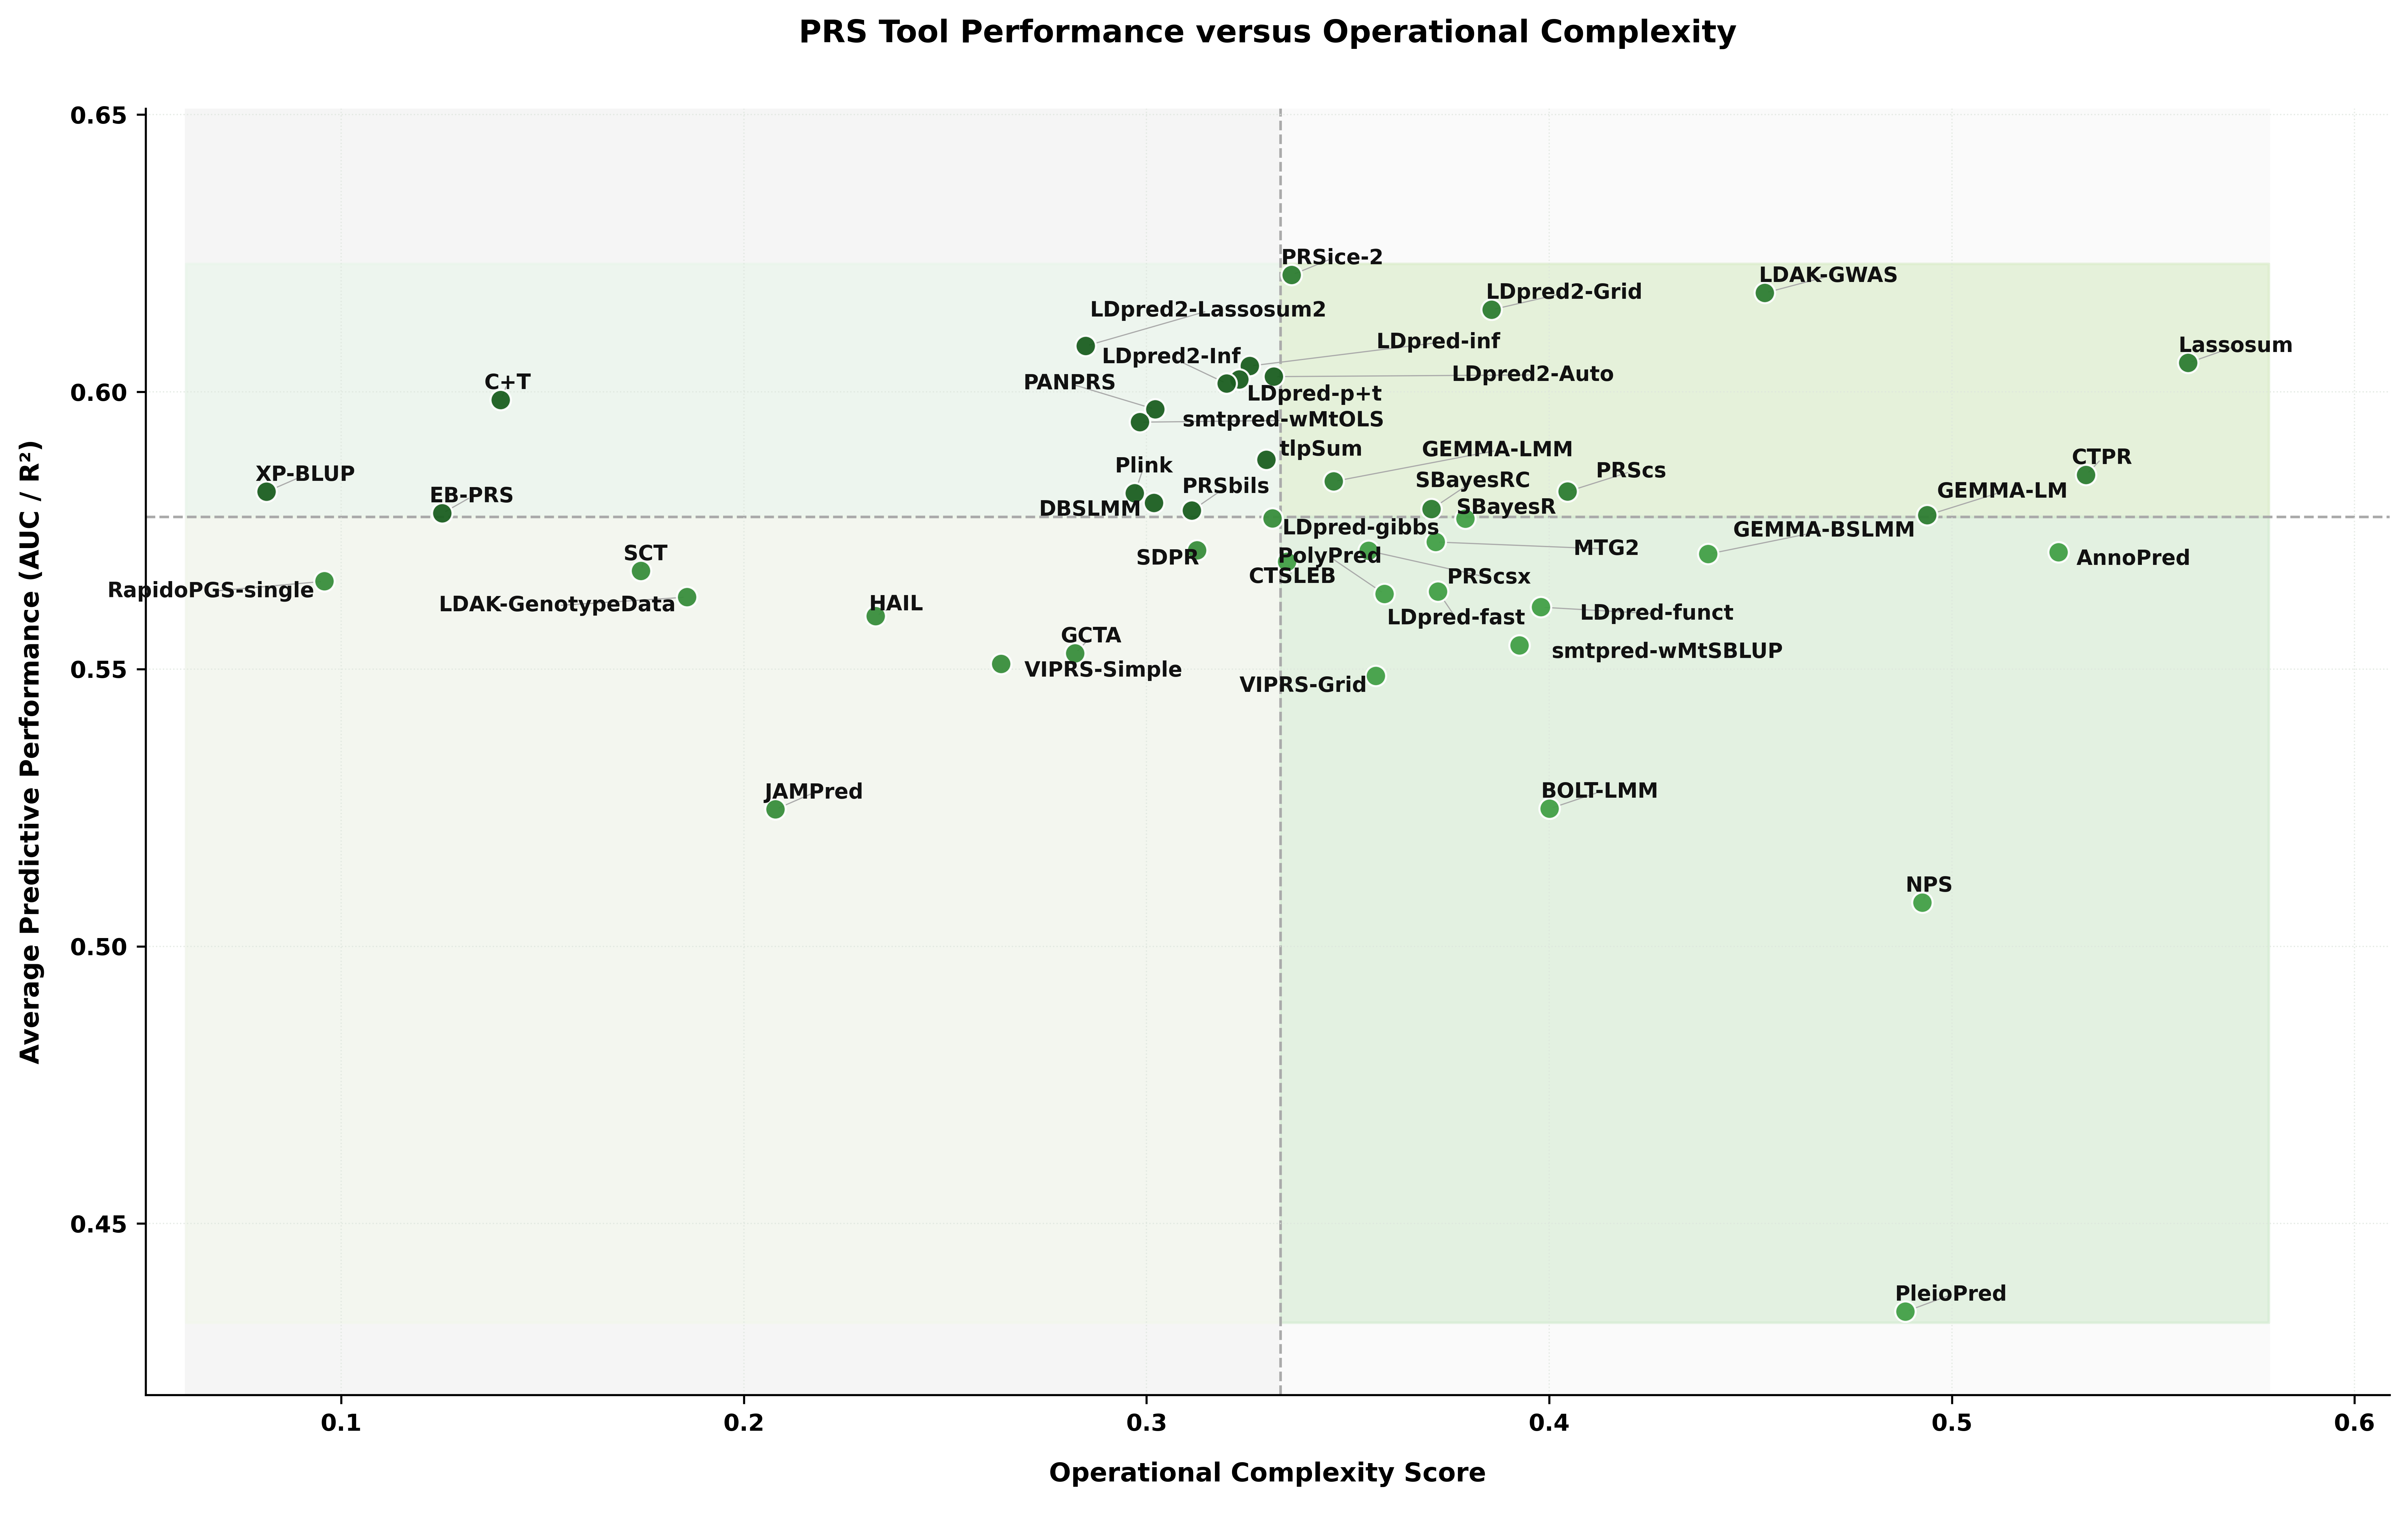 PRS Tool Performance versus Operational Complexity
Average Predictive Performance (AUC / R²)
0.65
0.60
0.55
0.50
0.45
PRSice-2
LDAK-GWAS
LDpred2-Grid
LDpred2-Lassosum2
LDpred-inf
Lassosum
LDpred2-Inf
LDpred2-Auto
C+T
PANPRS
LDpred-p+t
smtpred-wMtOLS
tlpSum
GEMMA-LMM
CTPR
Plink
PRScs
XP-BLUP
SBayesRC
PRSbils
GEMMA-LM
EB-PRS
DBSLMM
SBayesR
LDpred-gibbs
GEMMA-BSLMM
MTG2
SCT
SDPR
PolyPred
AnnoPred
CTSLEB
PRScsx
RapidoPGS-single
LDAK-GenotypeData
HAIL
LDpred-fast
LDpred-funct
GCTA
smtpred-wMtSBLUP
VIPRS-Simple
VIPRS-Grid
JAMPred
BOLT-LMM
NPS
PleioPred
0.1
0.2
0.3
0.4
0.5
0.6
Operational Complexity Score